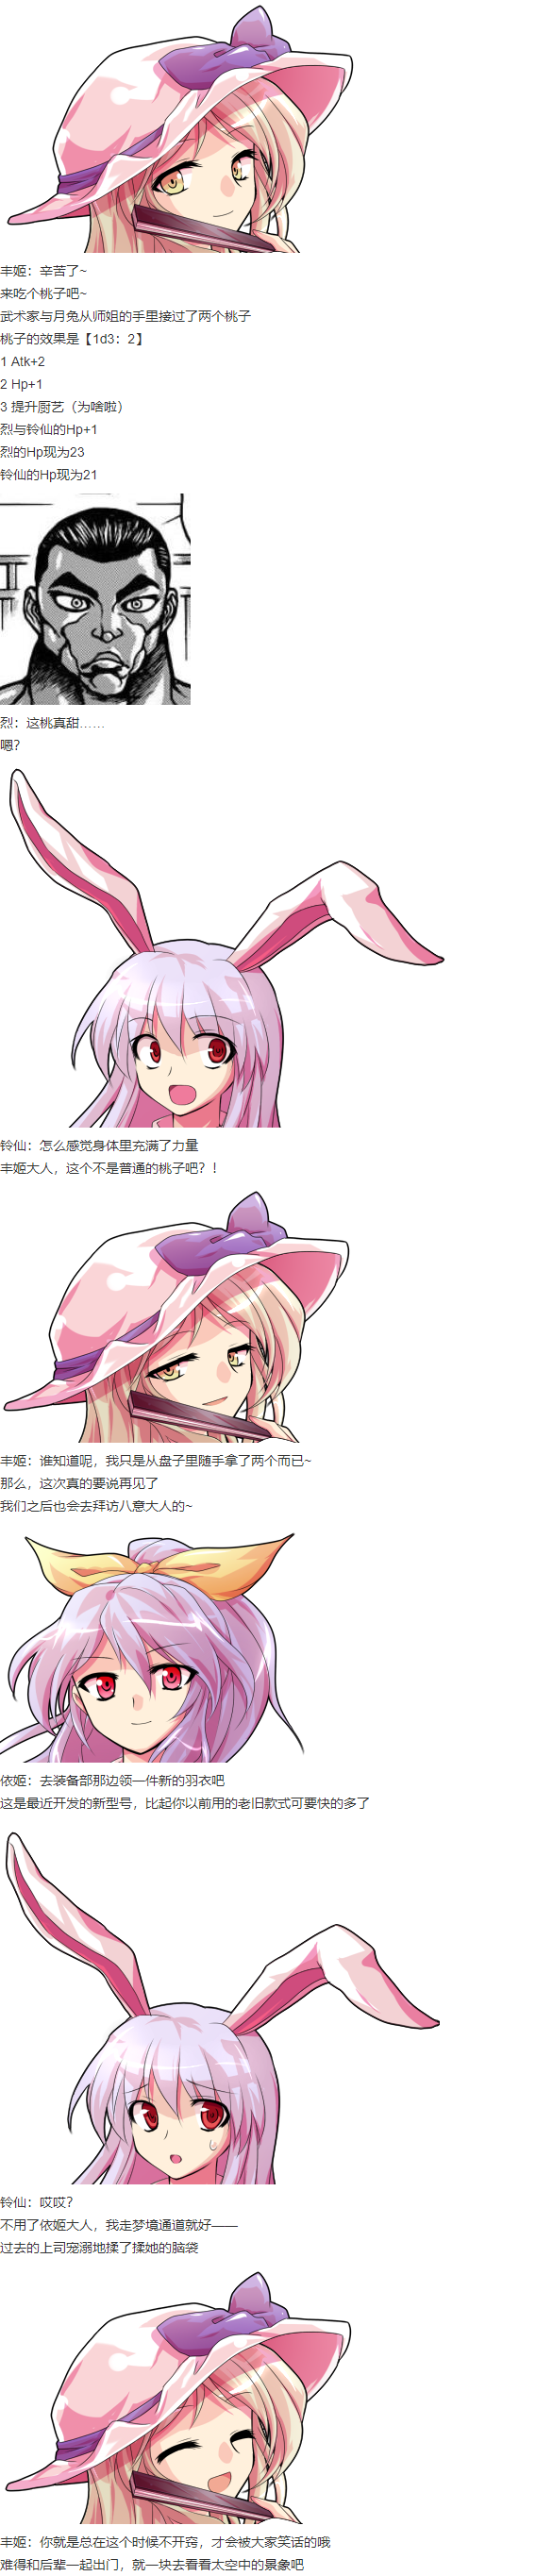 丰姬：辛苦了~
来吃个桃子吧~
武术家与月兔从师姐的手里接过了两个桃子
桃子的效果是【1d3：2】
1 Atk+2
2 Hp+1
3 提升厨艺（为啥啦）
烈与铃仙的Hp+1
烈的Hp现为23
铃仙的Hp现为21
烈：这桃真甜……
嗯？
铃仙：怎么感觉身体里充满了力量
丰姬大人，这个不是普通的桃子吧？！
丰姬：谁知道呢，我只是从盘子里随手拿了两个而已~
那么，这次真的要说再见了
我们之后也会去拜访八意大人的~
依姬：去装备部那边领一件新的羽衣吧
这是最近开发的新型号，比起你以前用的老旧款式可要快的多了
铃仙：哎哎？
不用了依姬大人，我走梦境通道就好——
过去的上司宠溺地揉了揉她的脑袋
丰姬：你就是总在这个时候不开窍，才会被大家笑话的哦
难得和后辈一起出门，就一块去看看太空中的景象吧